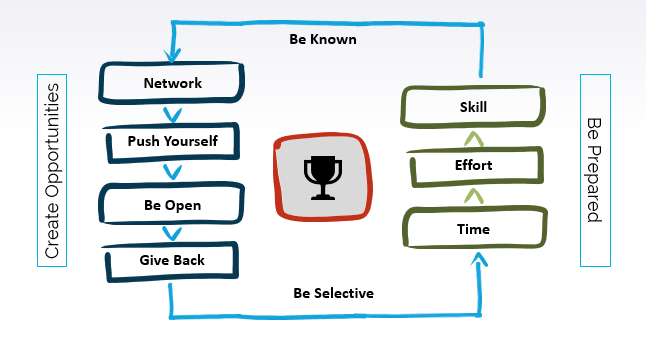 Be Known
Create Opportunities
Network
Push Yourself
Be Open
Give Back
Skill
Effort
Time
Be Prepared
Be Selective